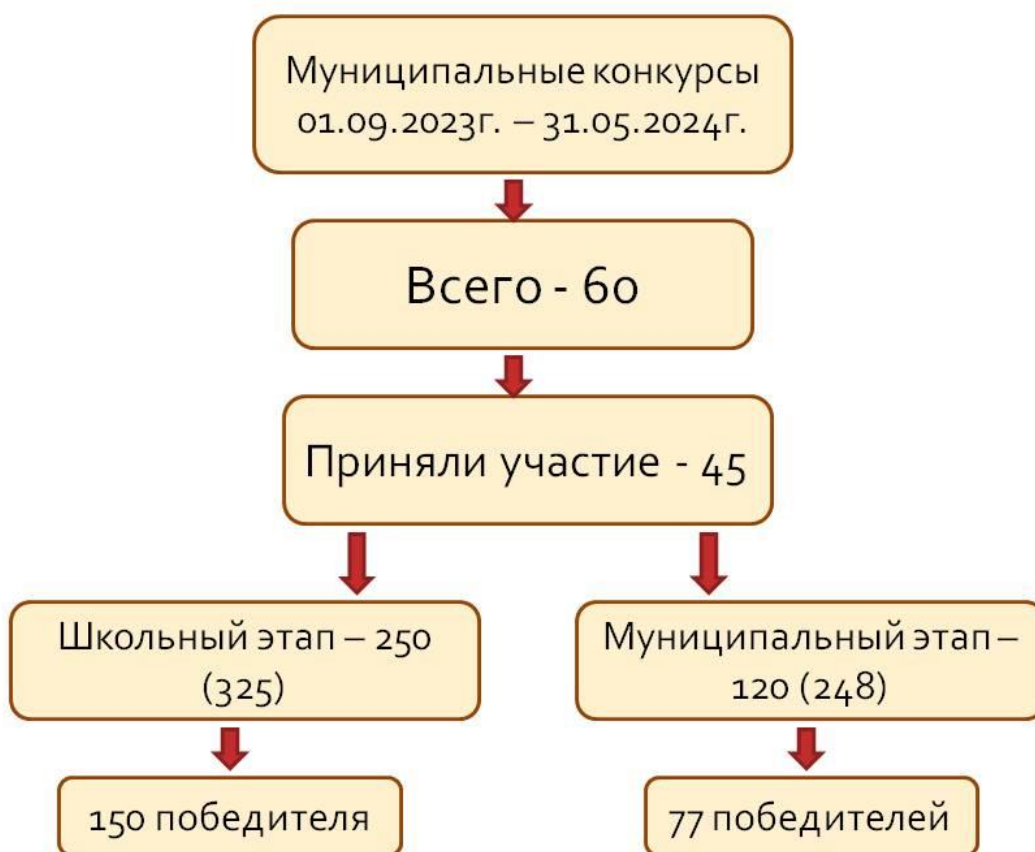 Муниципальные конкурсы
01.09.2023г. – 31.05.2024г.
Всего - 60
Приняли участие - 45
Школьный этап – 250
(325)
Муниципальный этап –
120 (248)
150 победителя
77 победителей